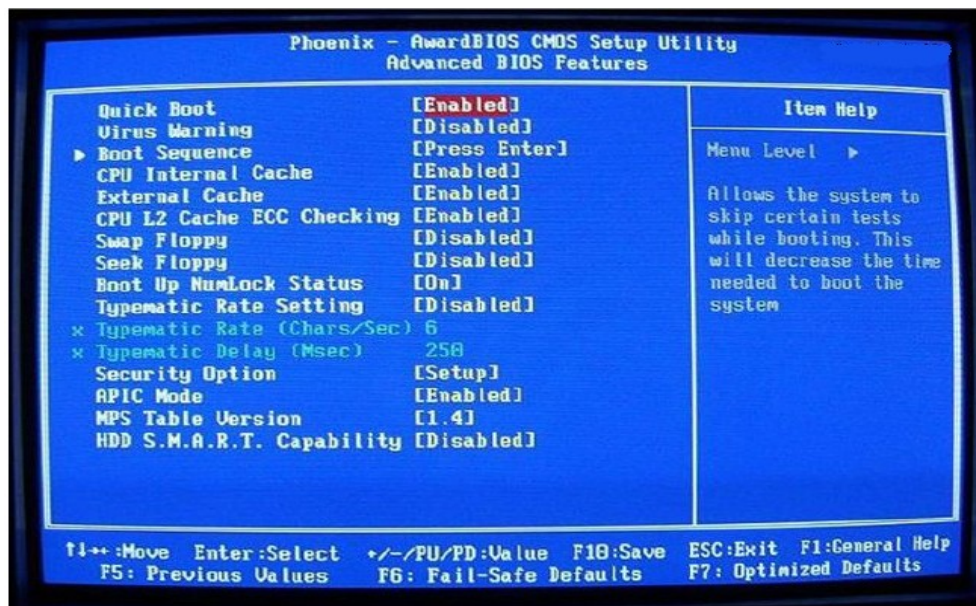 Phoenix - AwardBIOS CMOS Setup Utility
Advanced BIOS Features
Quick Boot [Enabled]
Virus Warning [Disabled]
▶ Boot Sequence [Press Enter]
CPU Internal Cache [Enabled]
External Cache [Enabled]
CPU L2 Cache ECC Checking [Enabled]
Swap Floppy [Disabled]
Seek Floppy [Disabled]
Boot Up NumLock Status [On]
Typematic Rate Setting [Disabled]
x Typematic Rate (Chars/Sec) 6
x Typematic Delay (Msec) 250
Security Option [Setup]
APIC Mode [Enabled]
MPS Table Version [1.4]
HDD S.M.A.R.T. Capability [Disabled]
Item Help
Menu Level ▶
Allows the system to
skip certain tests
while booting. This
will decrease the time
needed to boot the
system
↑↓→←:Move Enter:Select +/-/PU/PD:Value F10:Save ESC:Exit F1:General Help
F5: Previous Values F6: Fail-Safe Defaults F7: Optimized Defaults